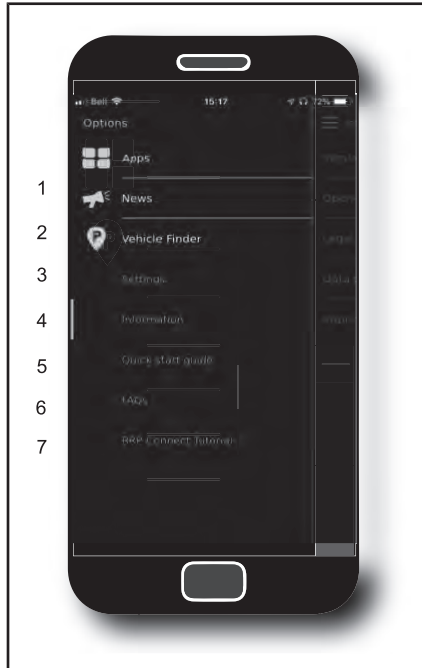 Bell 15:17 72%
Options
Apps
1
News
2
Vehicle Finder
3
Settings
4
Information
5
Quick start guide
6
FAQs
7
BRP Connect Tutorial